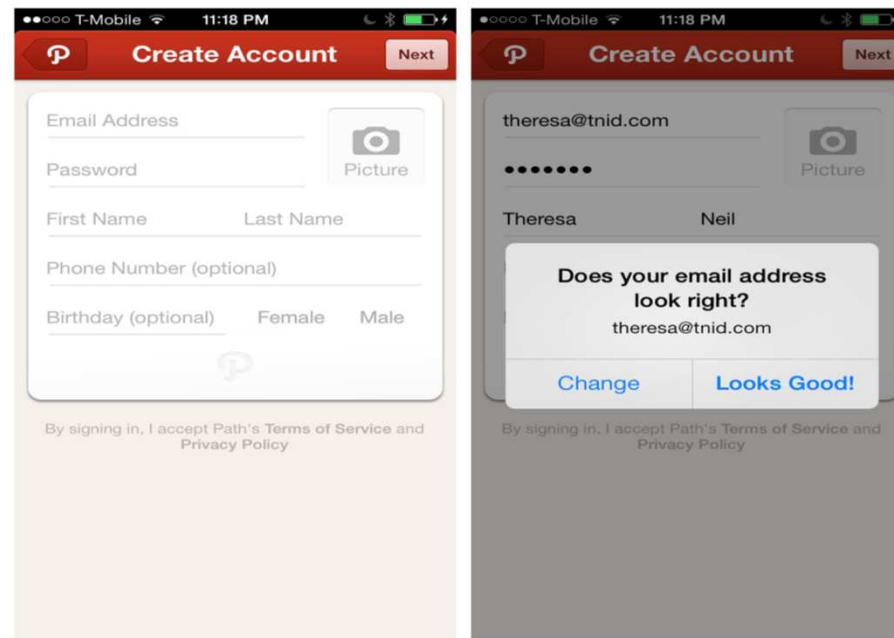 T-Mobile 11:18 PM
Create Account Next
Email Address
Password
Picture
First Name Last Name
Phone Number (optional)
Birthday (optional) Female Male
By signing in, I accept Path's Terms of Service and
Privacy Policy
T-Mobile 11:18 PM
Create Account Next
theresa@tnid.com
•••••••
Picture
Theresa Neil
Does your email address
look right?
theresa@tnid.com
Change Looks Good!
By signing in, I accept Path's Terms of Service and
Privacy Policy